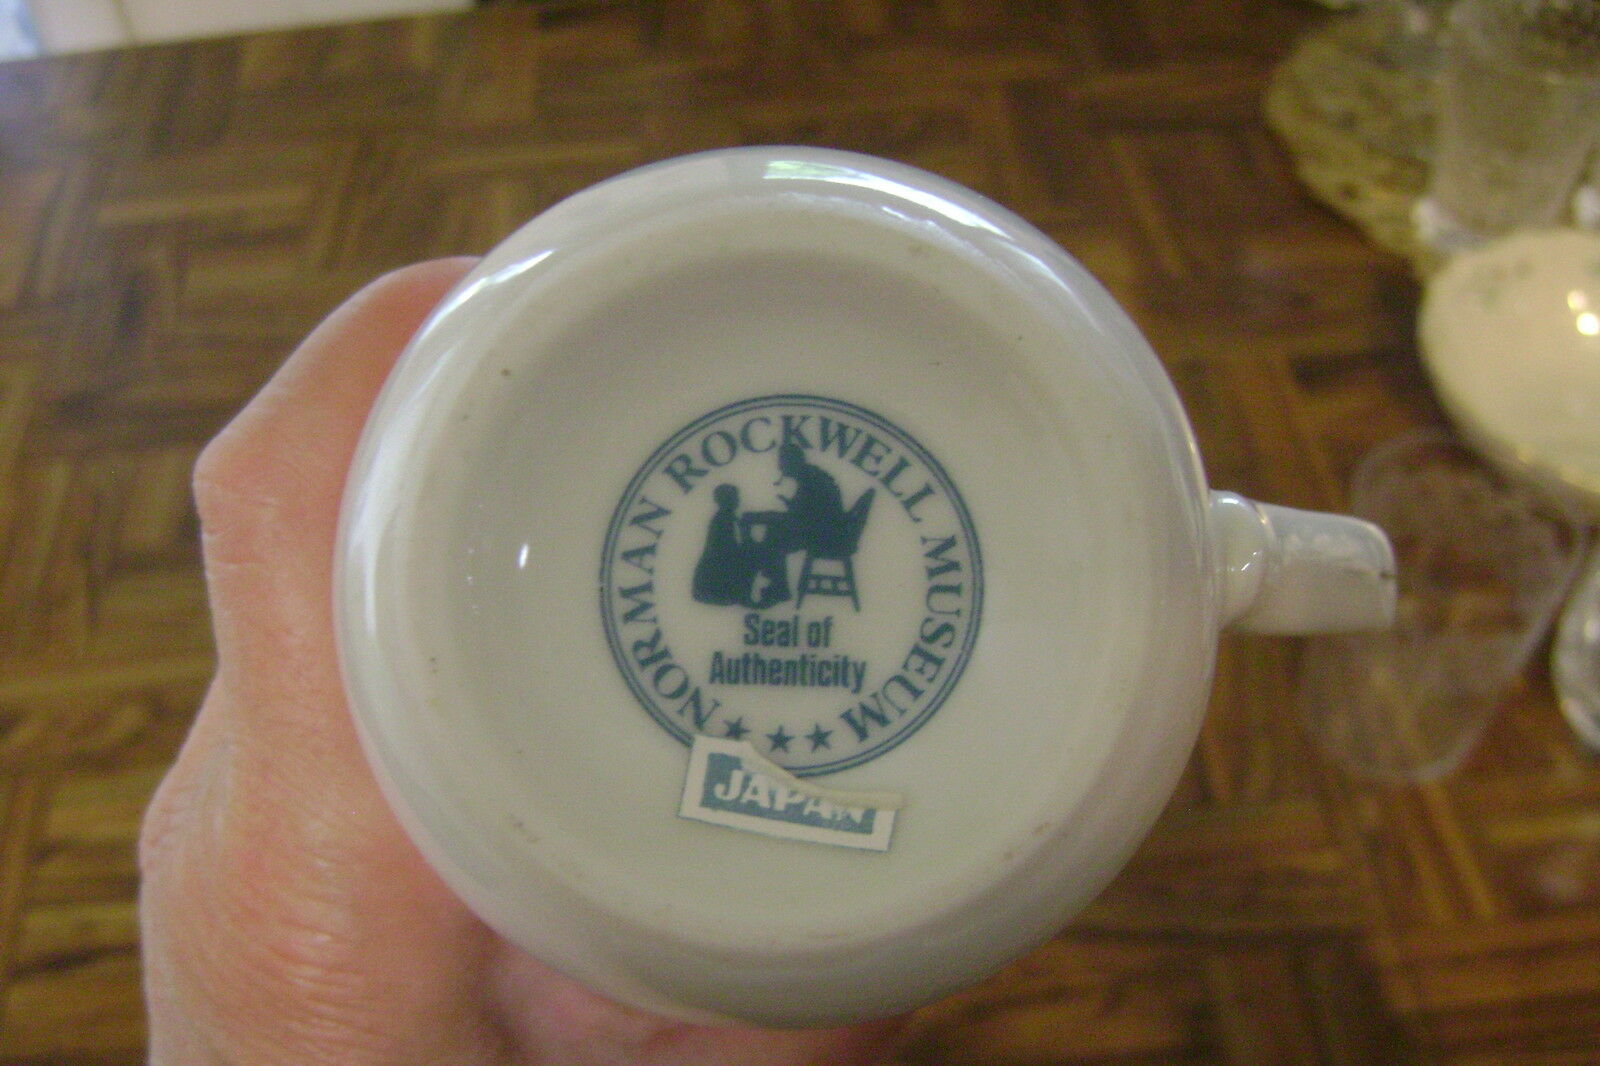 NORMAN ROCKWELL MUSEUM
Seal of
Authenticity
JAPAN